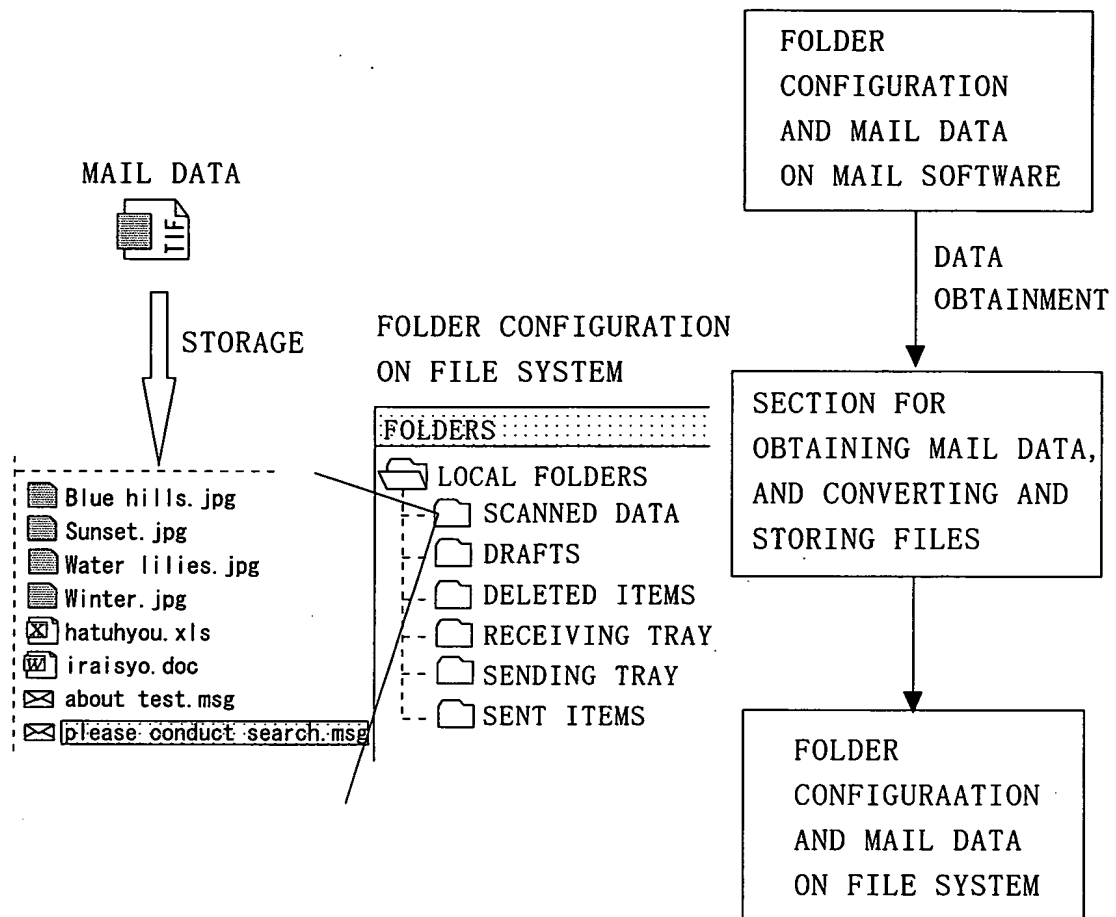 MAIL DATA
TIF
STORAGE
Blue hills.jpg
Sunset.jpg
Water lilies.jpg
Winter.jpg
X
hatuhyou.xls
W
iraisyo.doc
about test.msg
please conduct search.msg
FOLDER CONFIGURATION
ON FILE SYSTEM
FOLDERS
LOCAL FOLDERS
SCANNED DATA
DRAFTS
DELETED ITEMS
RECEIVING TRAY
SENDING TRAY
SENT ITEMS
FOLDER
CONFIGURATION
AND MAIL DATA
ON MAIL SOFTWARE
DATA
OBTAINMENT
SECTION FOR
OBTAINING MAIL DATA,
AND CONVERTING AND
STORING FILES
FOLDER
CONFIGURAATION
AND MAIL DATA
ON FILE SYSTEM